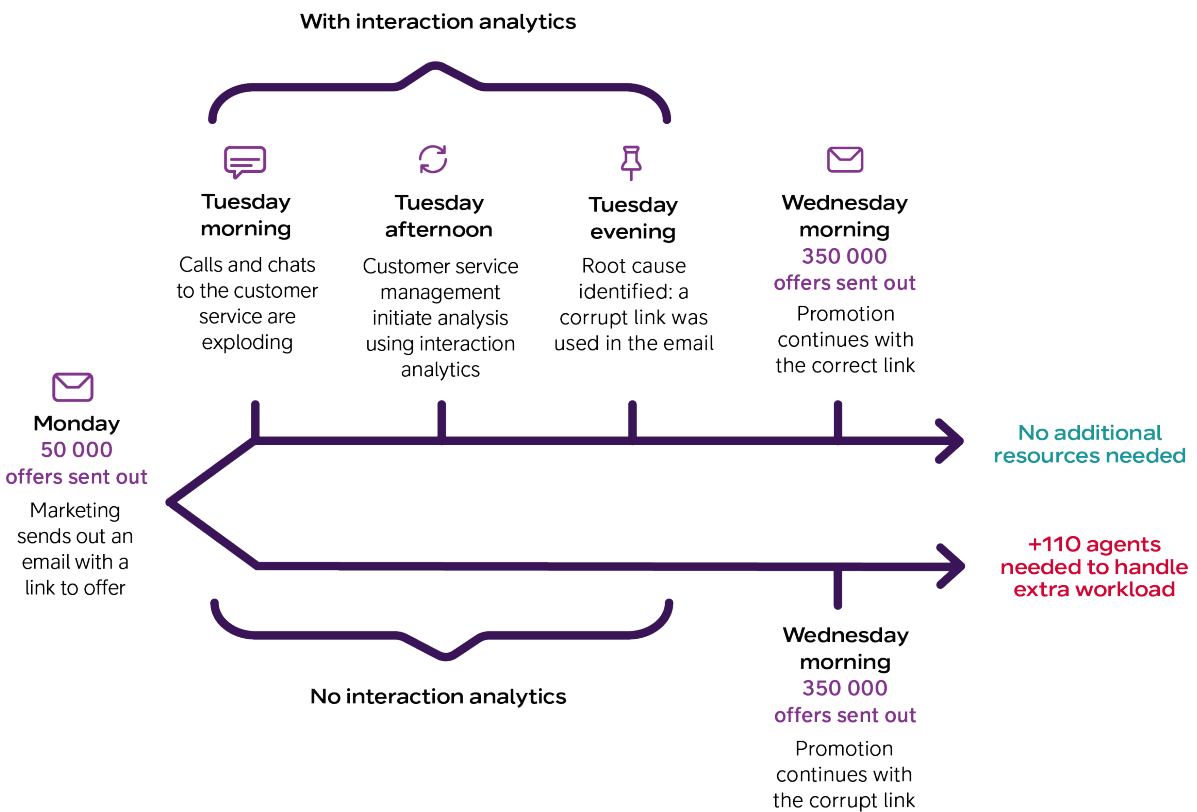 With interaction analytics
Tuesday
morning
Calls and chats
to the customer
service are
exploding
Tuesday
afternoon
Customer service
management
initiate analysis
using interaction
analytics
Tuesday
evening
Root cause
identified: a
corrupt link was
used in the email
Wednesday
morning
350 000
offers sent out
Promotion
continues with
the correct link
Monday
50 000
offers sent out
Marketing
sends out an
email with a
link to offer
No additional
resources needed
+110 agents
needed to handle
extra workload
No interaction analytics
Wednesday
morning
350 000
offers sent out
Promotion
continues with
the corrupt link